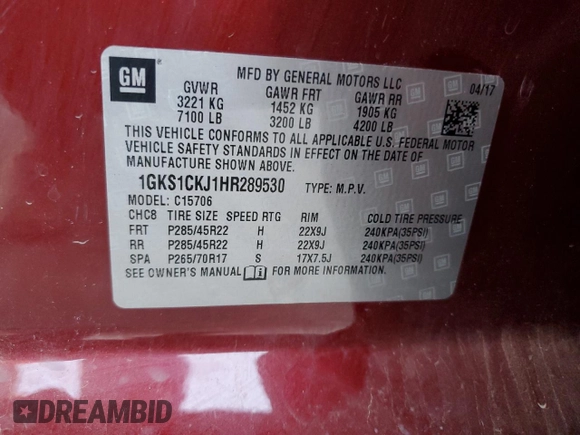 GM
MFD BY GENERAL MOTORS LLC
04/17
GVWR GAWR FRT GAWR RR
3221 KG 1452 KG 1905 KG
7100 LB 3200 LB 4200 LB
THIS VEHICLE CONFORMS TO ALL APPLICABLE U.S. FEDERAL MOTOR
VEHICLE SAFETY STANDARDS IN EFFECT ON THE DATE OF
MANUFACTURE SHOWN ABOVE.
1GKS1CKJ1HR289530 TYPE: M.P.V.
MODEL: C15706
CHC8 TIRE SIZE SPEED RTG RIM COLD TIRE PRESSURE
FRT P285/45R22 H 22X9J 240KPA(35PSI)
RR P285/45R22 H 22X9J 240KPA(35PSI)
SPA P265/70R17 S 17X7.5J 240KPA(35PSI)
SEE OWNER'S MANUAL FOR MORE INFORMATION.
DREAMBID